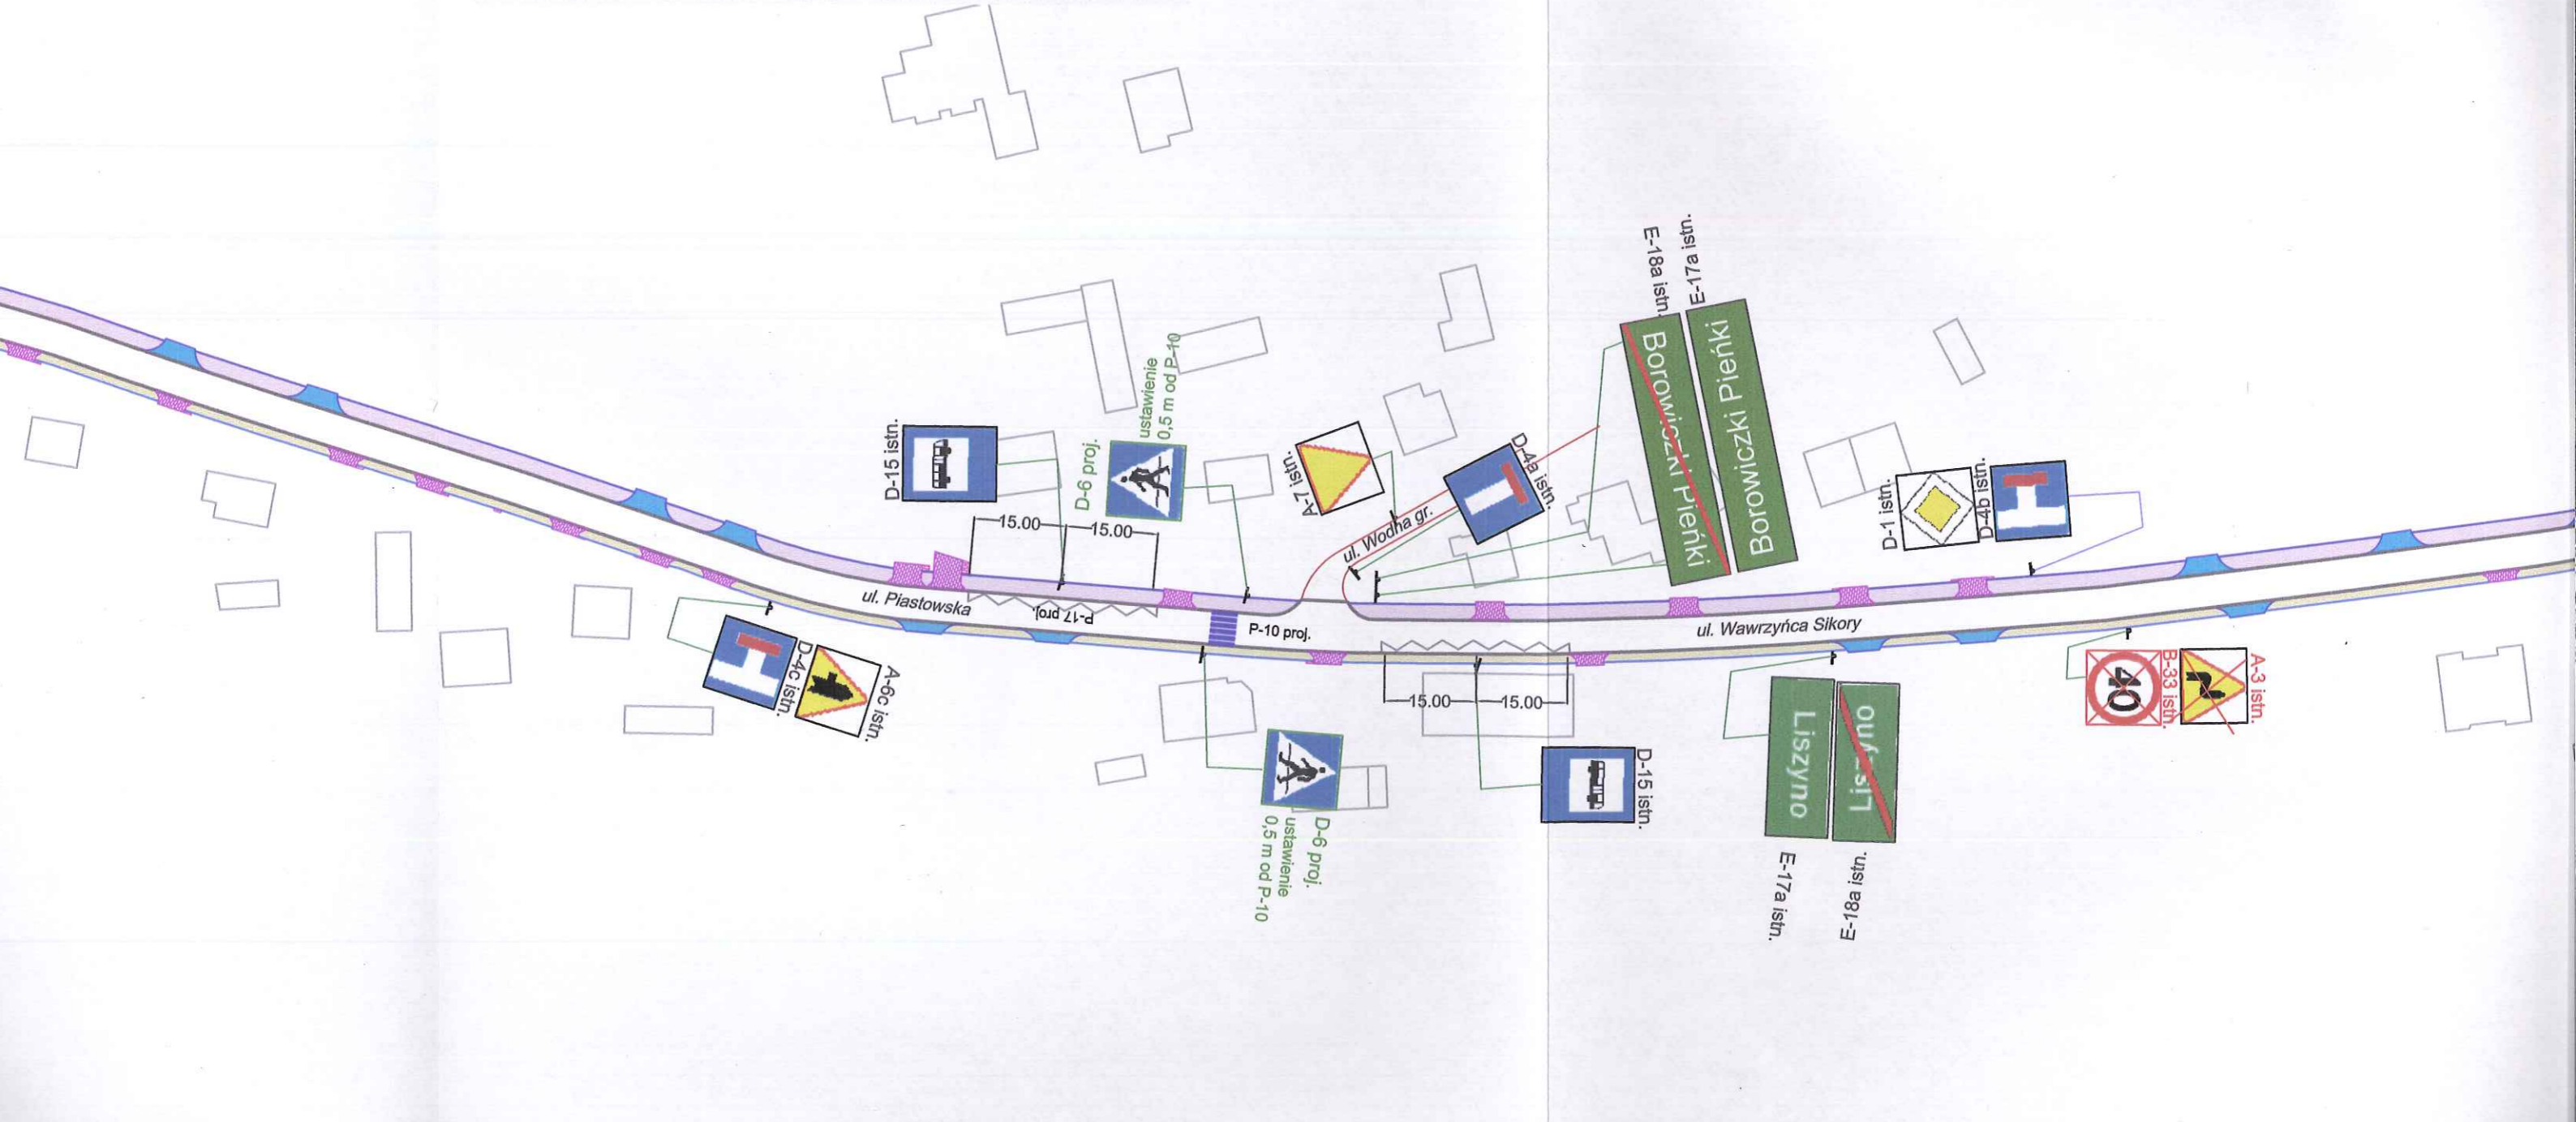 E-18a istn.
E-17a istn.
Borowiczki Pieńki
Borowiczki Pieńki
ustawienie
0,5 m od P-10
D-6 proj.
D-15 istn.
A-7 istn.
D-4a istn.
ul. Wodna gr.
D-1 istn.
D-4b istn.
15.00
15.00
ul. Piastowska
P-17 proj.
P-10 proj.
ul. Wawrzyńca Sikory
D-4c istn.
A-6c istn.
15.00
15.00
D-15 istn.
D-6 proj.
ustawienie
0,5 m od P-10
Liszyno
Liszyno
E-17a istn.
E-18a istn.
40
B-33 istn.
A-3 istn.